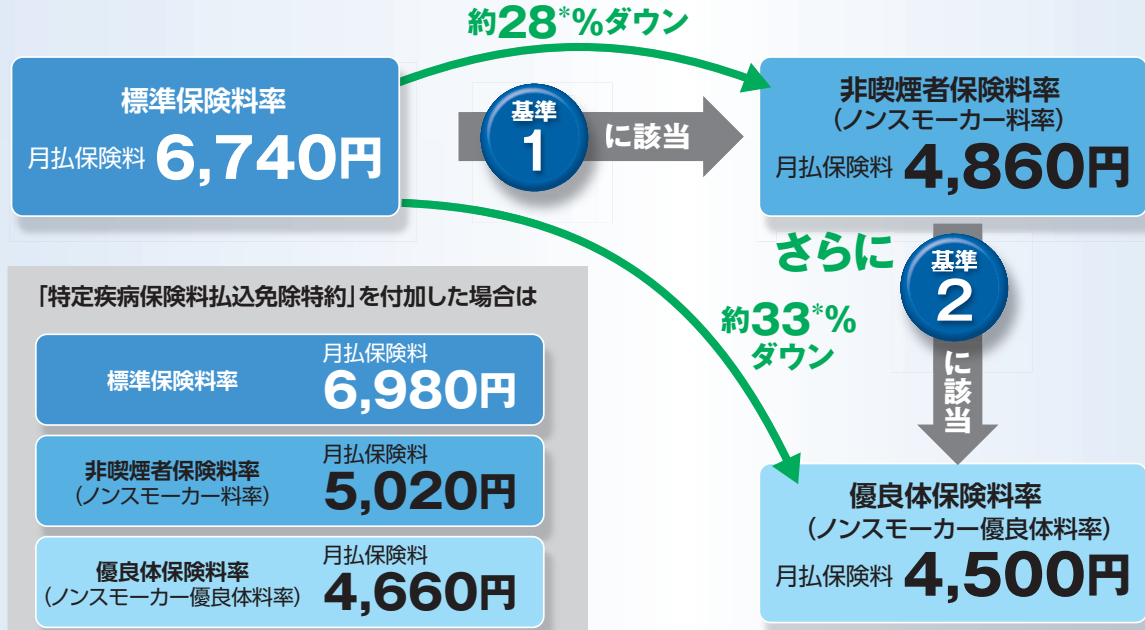 約28*%ダウン
標準保険料率
月払保険料 6,740円
基準
1
に該当
非喫煙者保険料率
(ノンスモーカー料率)
月払保険料 4,860円
さらに
基準
2
に該当
約33*%
ダウン
優良体保険料率
(ノンスモーカー優良体料率)
月払保険料 4,500円
「特定疾病保険料払込免除特約」を付加した場合は
標準保険料率
月払保険料
6,980円
非喫煙者保険料率
(ノンスモーカー料率)
月払保険料
5,020円
優良体保険料率
(ノンスモーカー優良体料率)
月払保険料
4,660円